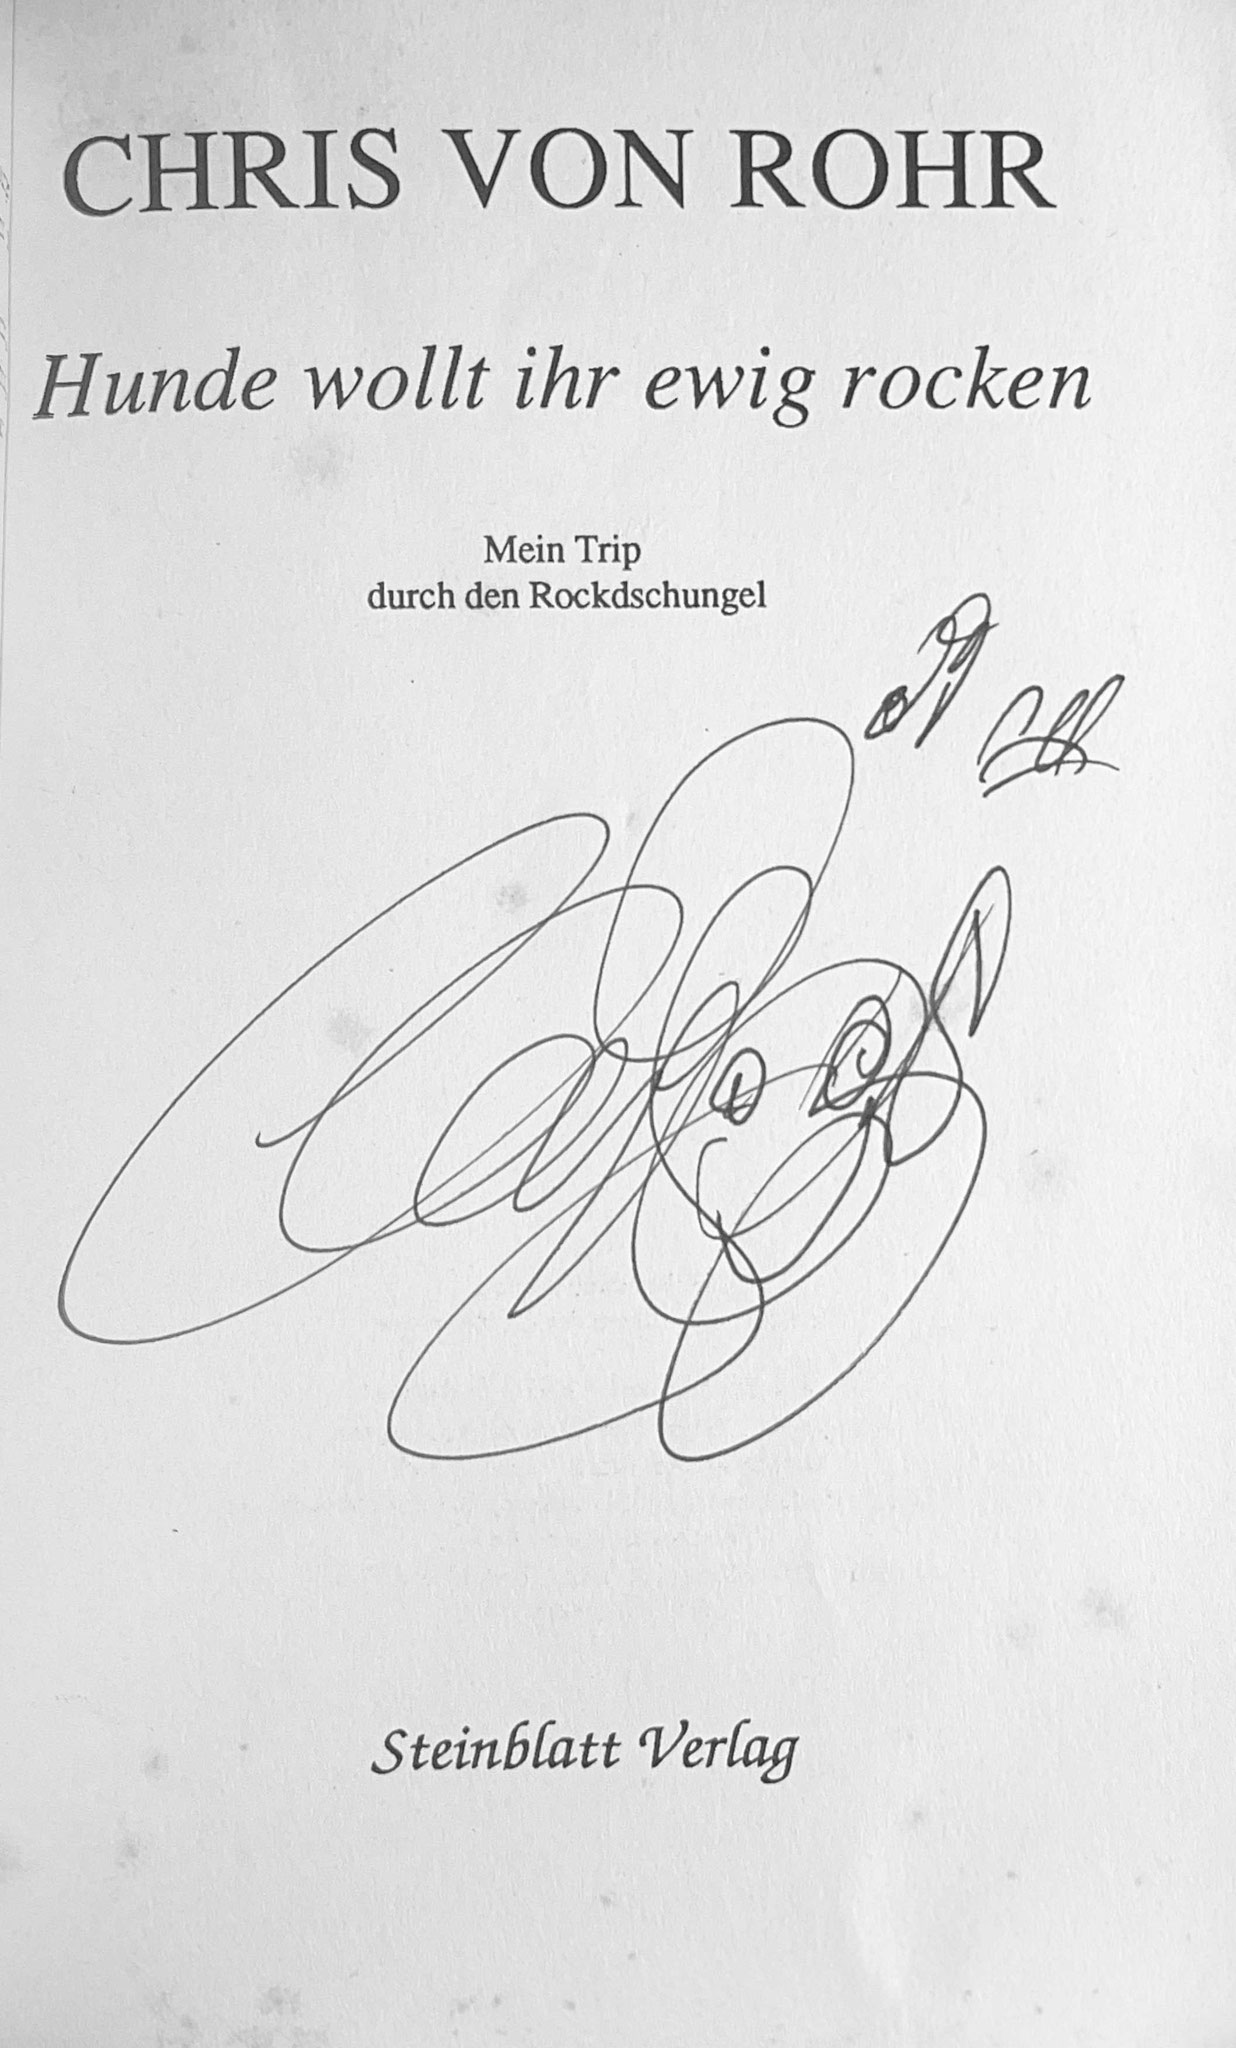 CHRIS VON ROHR
Hunde wollt ihr ewig rocken
Mein Trip
durch den Rockdschungel
Steinblatt Verlag